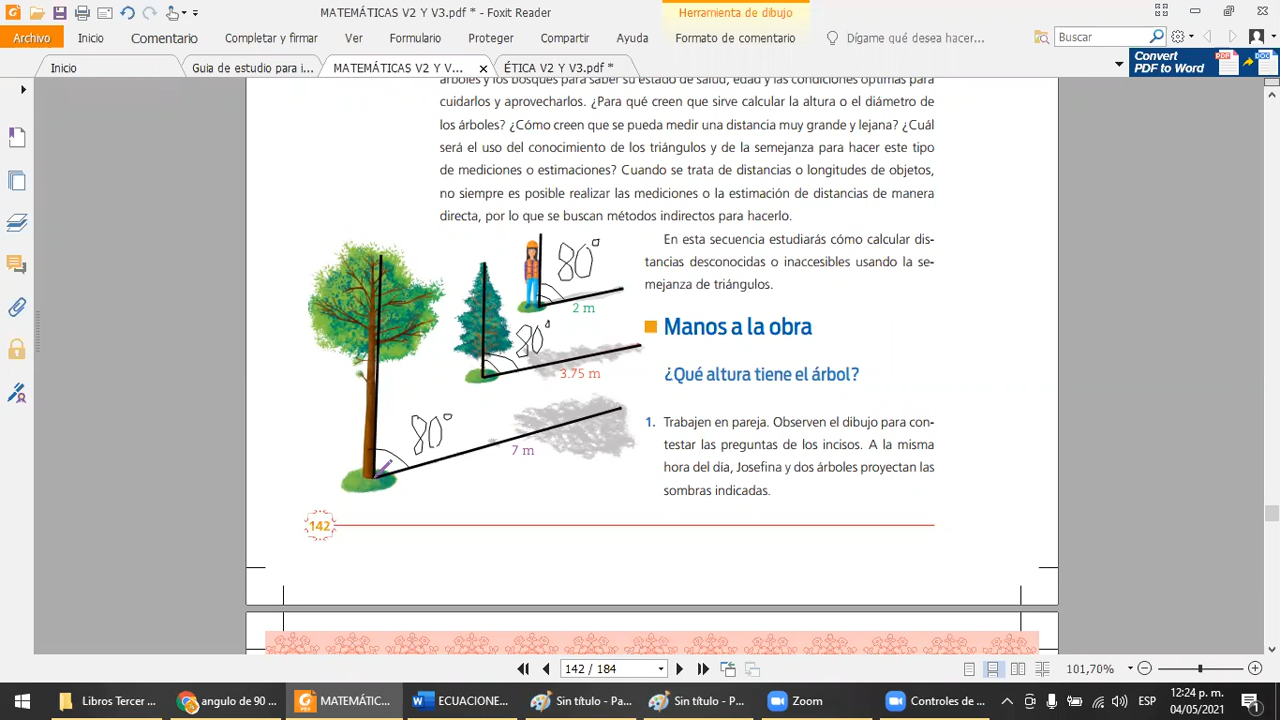 MATEMÁTICAS V2 Y V3.pdf * - Foxit Reader
Herramienta de dibujo
Archivo Inicio Comentario Completar y firmar Ver Formulario Proteger Compartir Ayuda Formato de comentario Dígame qué desea hacer... Buscar
Inicio Guia de estudio para i... MATEMÁTICAS V2 Y V... ÉTICA V2 Y V3.pdf *
Convert
PDF to Word
árboles y los bosques para saber su estado de salud, edad y las condiciones óptimas para
cuidarlos y aprovecharlos. ¿Para qué creen que sirve calcular la altura o el diámetro de
los árboles? ¿Cómo creen que se pueda medir una distancia muy grande y lejana? ¿Cuál
será el uso del conocimiento de los triángulos y de la semejanza para hacer este tipo
de mediciones o estimaciones? Cuando se trata de distancias o longitudes de objetos,
no siempre es posible realizar las mediciones o la estimación de distancias de manera
directa, por lo que se buscan métodos indirectos para hacerlo.
En esta secuencia estudiarás cómo calcular dis-
tancias desconocidas o inaccesibles usando la se-
mejanza de triángulos.
80°
2 m
80°
3.75 m
80°
7 m
Manos a la obra
¿Qué altura tiene el árbol?
1. Trabajen en pareja. Observen el dibujo para con-
testar las preguntas de los incisos. A la misma
hora del día, Josefina y dos árboles proyectan las
sombras indicadas.
142
142 / 184
101,70%
Libros Tercer ... angulo de 90 ... MATEMÁTIC... ECUACIONE... Sin título - Pa... Sin título - P... Zoom Controles de ... ESP
12:24 p. m.
04/05/2021